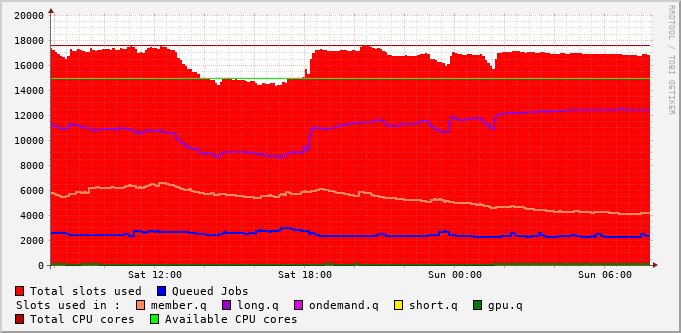 20000
18000
16000
14000
12000
10000
8000
6000
4000
2000
0
Sat 12:00 Sat 18:00 Sun 00:00 Sun 06:00
RRDTOOL / TOBI OETIKER
Total slots used Queued Jobs
Slots used in : member.q long.q ondemand.q short.q gpu.q
Total CPU cores Available CPU cores